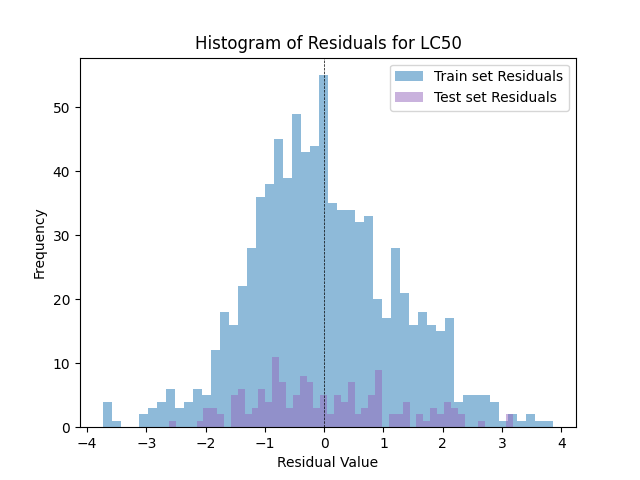 Histogram of Residuals for LC50
Train set Residuals
Test set Residuals
Frequency
50
40
30
20
10
0
−4 −3 −2 −1 0 1 2 3 4
Residual Value